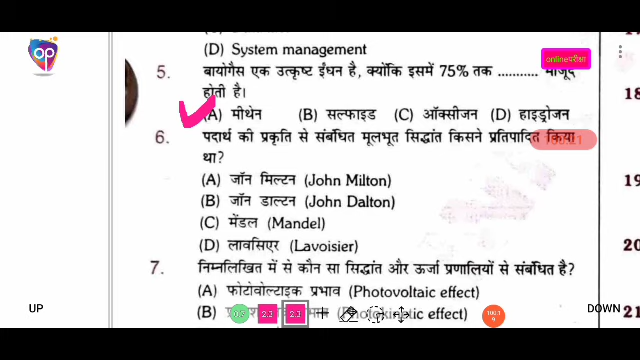 (D) System management
onlineपरीक्षा
5. बायोगैस एक उत्कृष्ट ईंधन है, क्योंकि इसमें 75% तक .......... मौजूद
होती है।
18
(A) मीथेन (B) सल्फाइड (C) ऑक्सीजन (D) हाइड्रोजन
6. पदार्थ की प्रकृति से संबंधित मूलभूत सिद्धांत किसने प्रतिपादित किया
था?
(A) जॉन मिल्टन (John Milton)
19
(B) जॉन डाल्टन (John Dalton)
(C) मेंडल (Mandel)
(D) लावसिएर (Lavoisier)
20
7. निम्नलिखित में से कौन सा सिद्धांत और ऊर्जा प्रणालियों से संबंधित है?
(A) फोटोवोल्टाइक प्रभाव (Photovoltaic effect)
UP
DOWN
(B) effect)
21